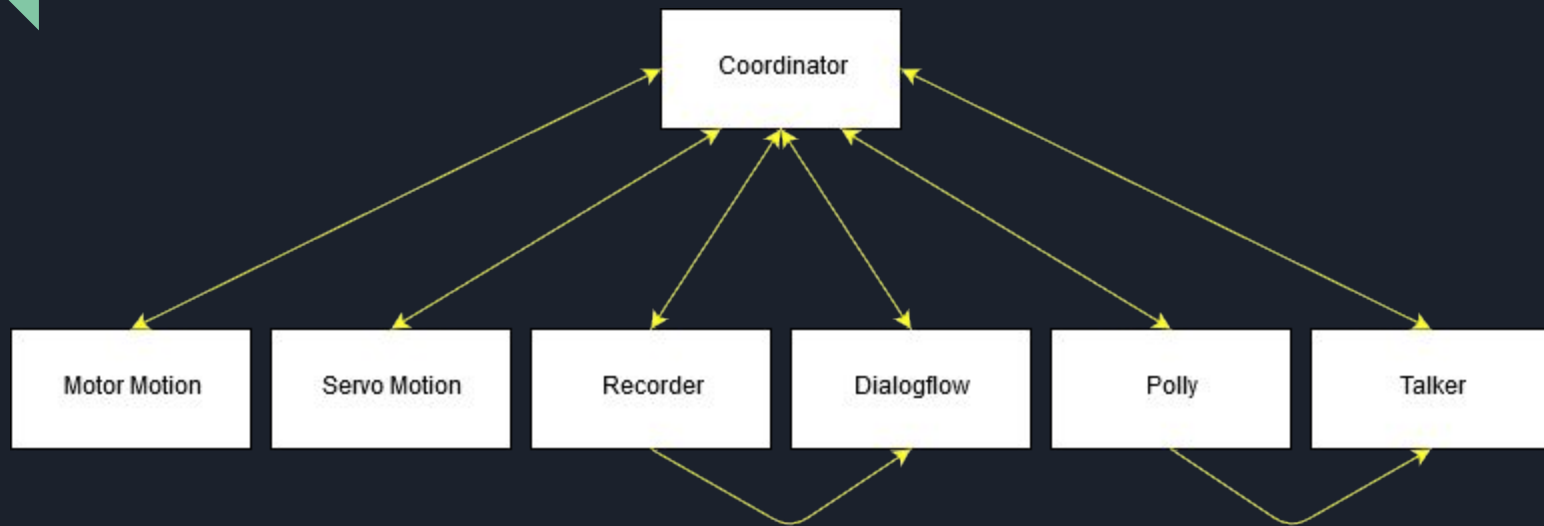 Coordinator
Motor Motion
Servo Motion
Recorder
Dialogflow
Polly
Talker